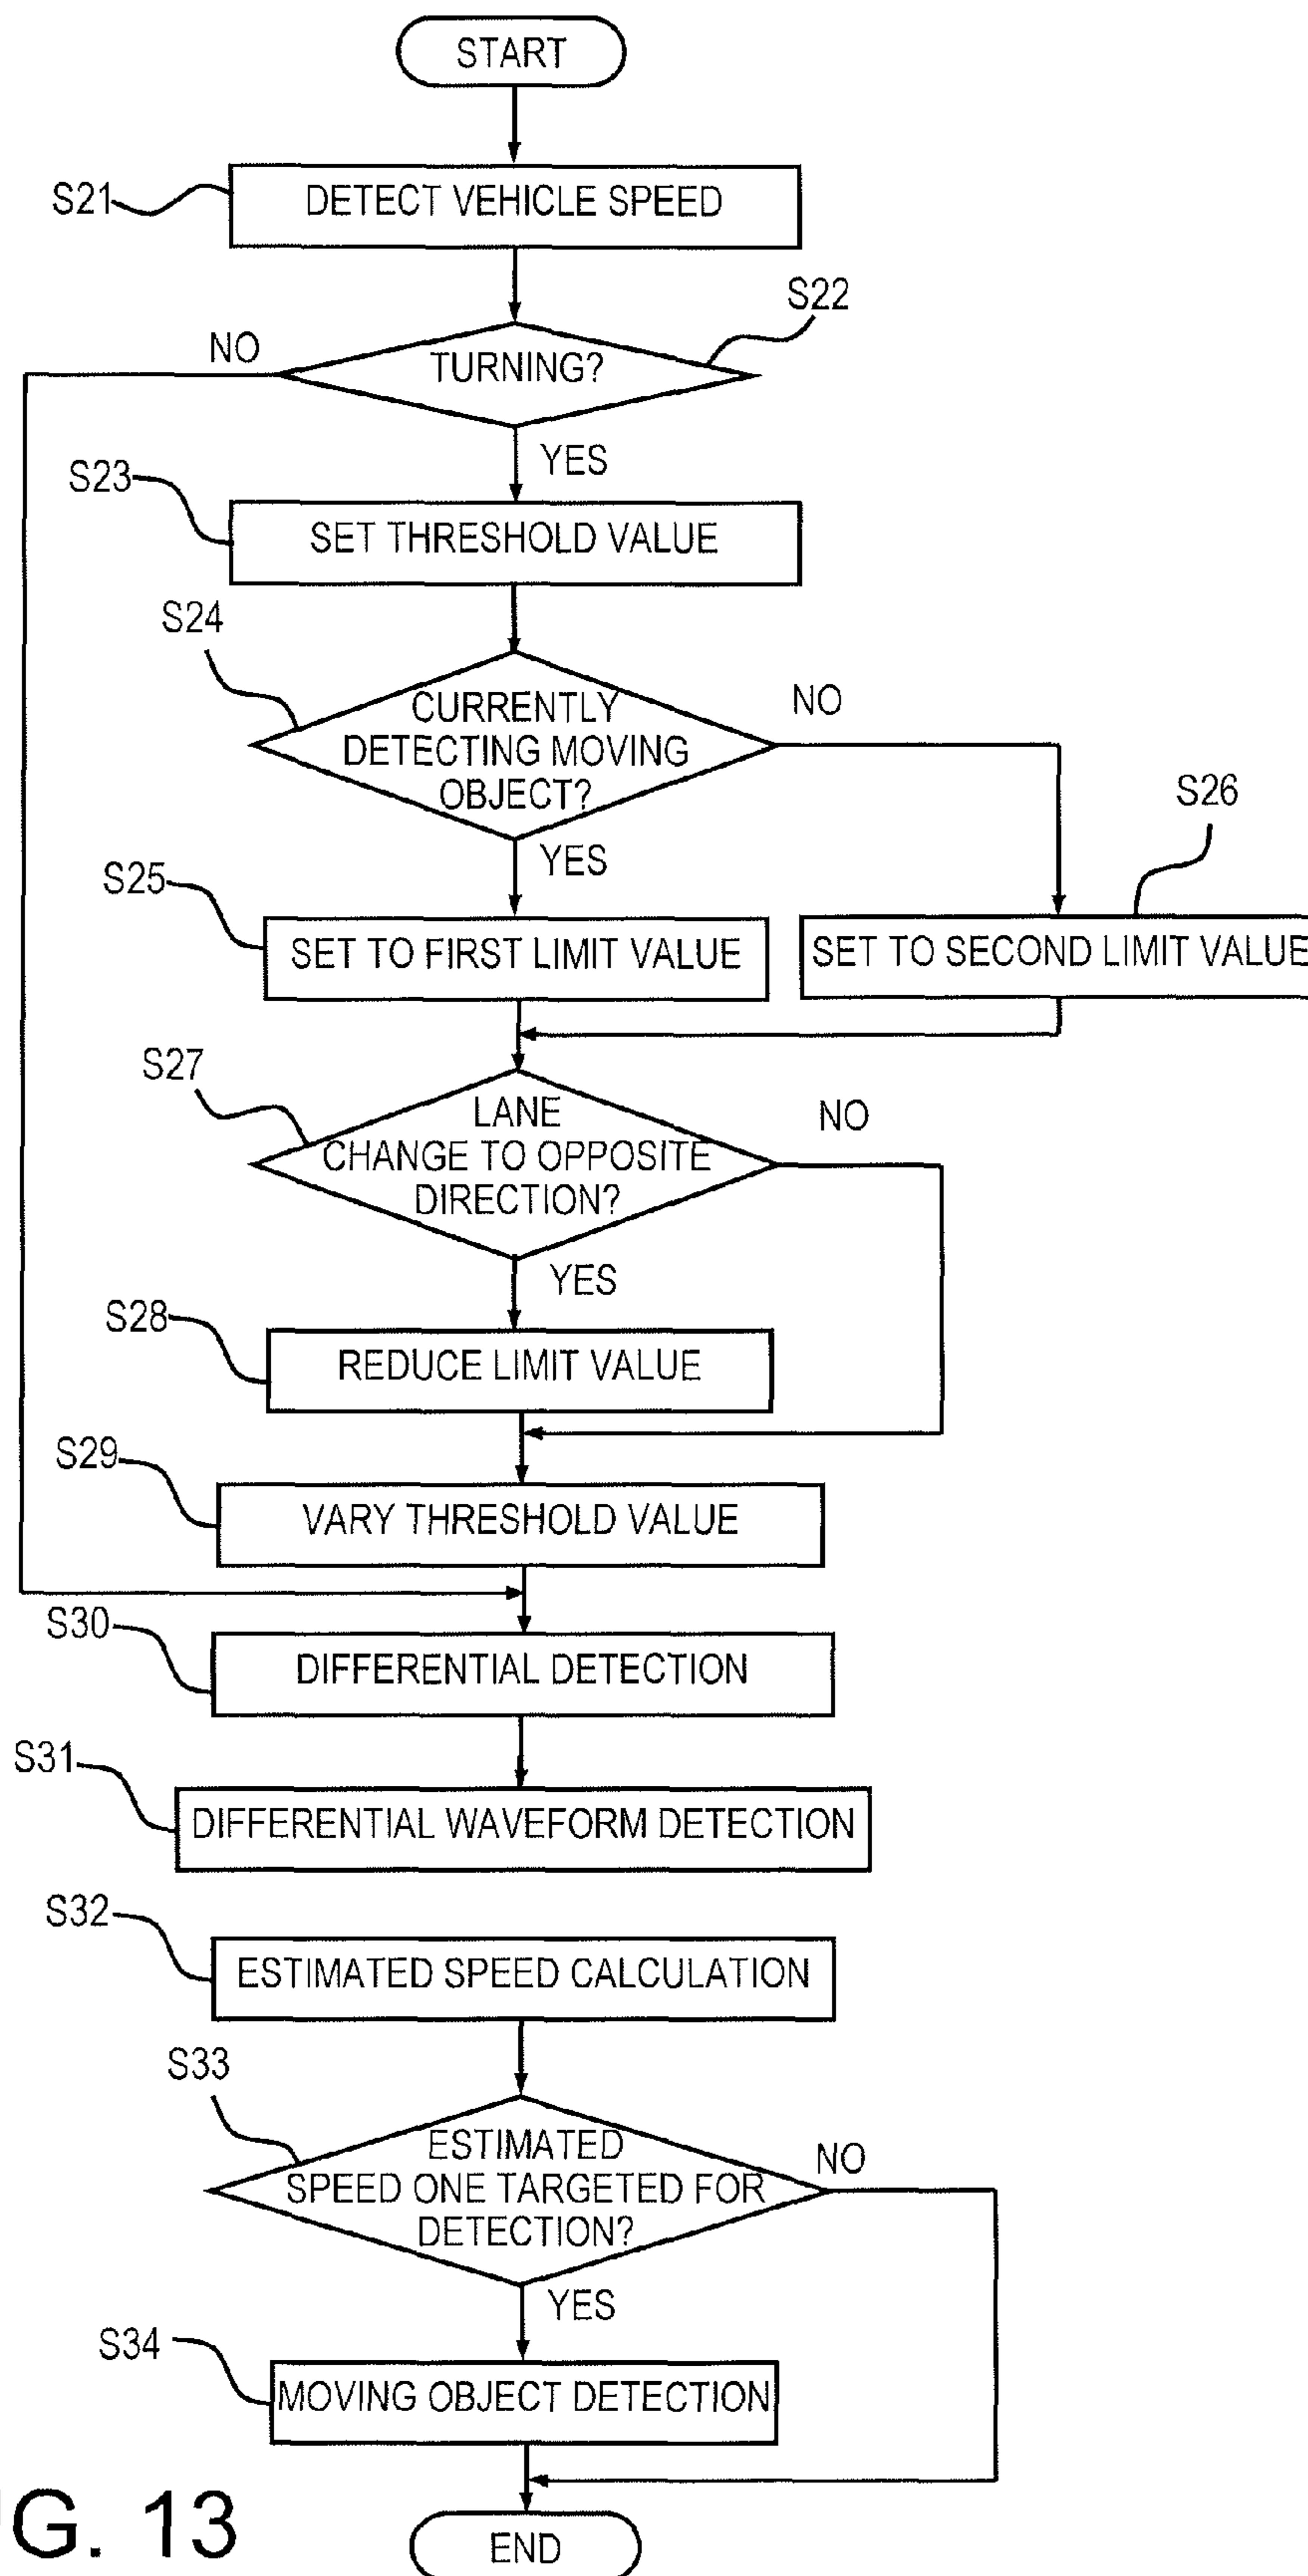 START
S21
DETECT VEHICLE SPEED
S22
NO
TURNING?
YES
S23
SET THRESHOLD VALUE
S24
CURRENTLY
DETECTING MOVING
OBJECT?
NO
YES
S25
SET TO FIRST LIMIT VALUE
S26
SET TO SECOND LIMIT VALUE
S27
LANE
CHANGE TO OPPOSITE
DIRECTION?
NO
YES
S28
REDUCE LIMIT VALUE
S29
VARY THRESHOLD VALUE
S30
DIFFERENTIAL DETECTION
S31
DIFFERENTIAL WAVEFORM DETECTION
S32
ESTIMATED SPEED CALCULATION
S33
ESTIMATED
SPEED ONE TARGETED FOR
DETECTION?
NO
YES
S34
MOVING OBJECT DETECTION
END
G. 13